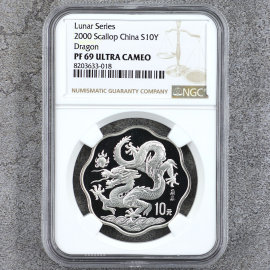 Lunar Series
2000 Scallop China S10Y
Dragon
PF 69 ULTRA CAMEO
8203633-018
NUMISMATIC GUARANTY COMPANY
NGC
10元